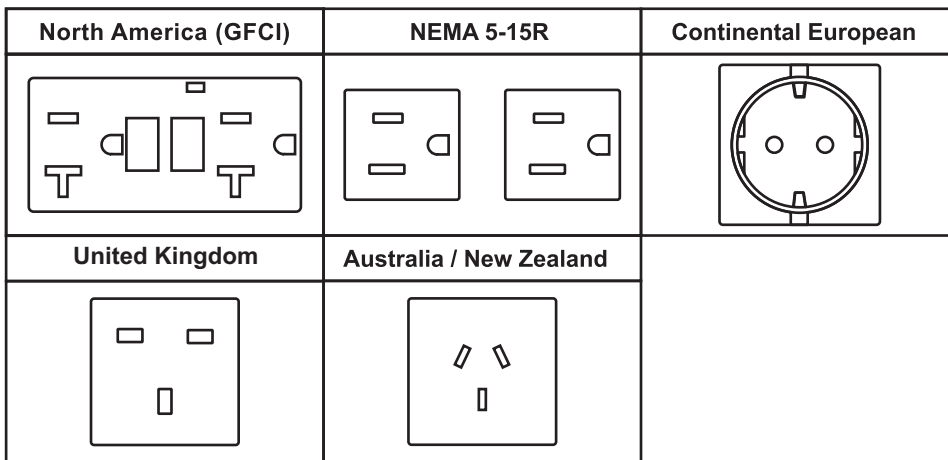 North America (GFCI)
NEMA 5-15R
Continental European
United Kingdom
Australia / New Zealand